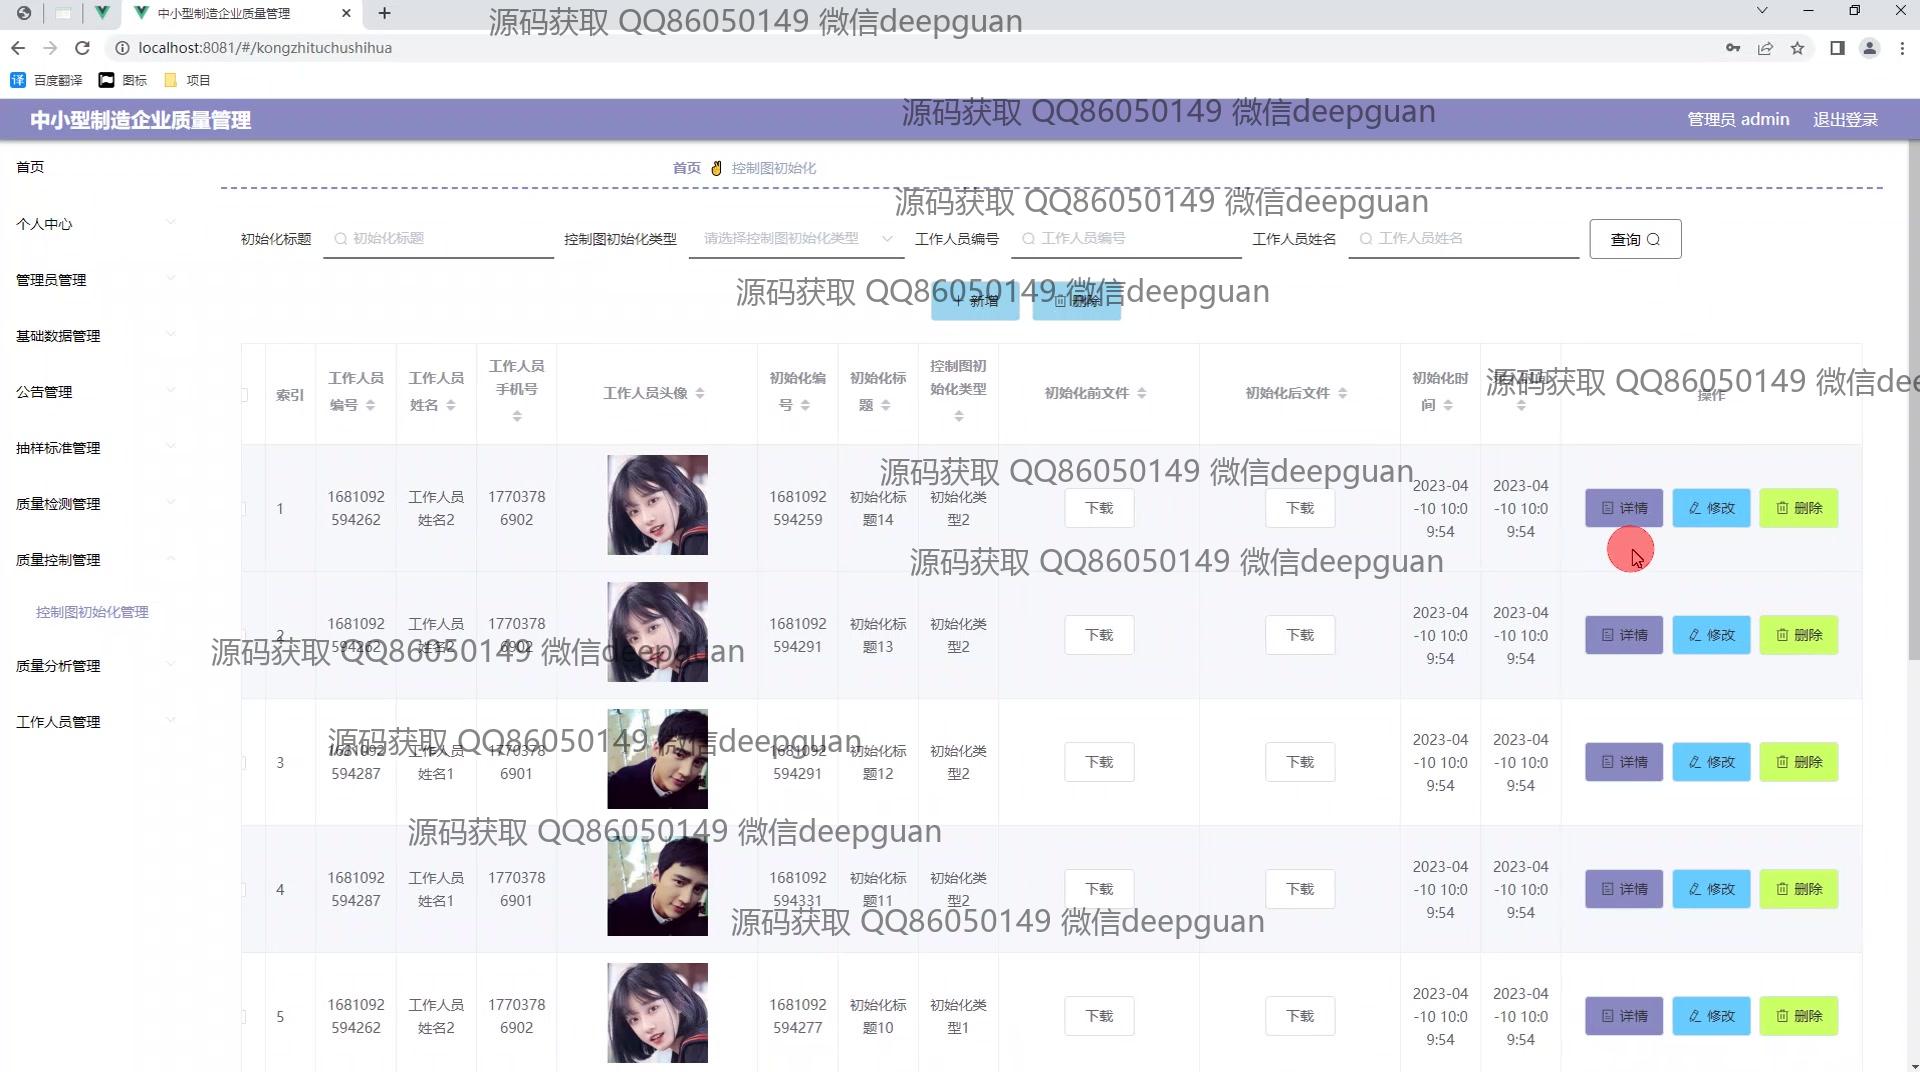 中小型制造企业质量管理
源码获取 QQ86050149 微信deepguan
localhost:8081/#/kongzhituchushihua
百度翻译 图标 项目
中小型制造企业质量管理
源码获取 QQ86050149 微信deepguan
管理员 admin 退出登录
首页
个人中心
管理员管理
基础数据管理
公告管理
抽样标准管理
质量检测管理
质量控制管理
控制图初始化管理
质量分析管理
工作人员管理
首页 控制图初始化
源码获取 QQ86050149 微信deepguan
初始化标题 初始化标题 控制图初始化类型 请选择控制图初始化类型 工作人员编号 工作人员编号 工作人员姓名 工作人员姓名 查询
源码获取 QQ86050149 微信deepguan
+ 新增 删除
索引 工作人员编号 工作人员姓名 工作人员手机号 工作人员头像 初始化编号 初始化标题 控制图初始化类型 初始化前文件 初始化后文件 初始化时间 操作
源码获取 QQ86050149 微信dee
源码获取 QQ86050149 微信deepguan
1 1681092594262 工作人员姓名2 17703786902 1681092594259 初始化标题14 初始化类型2 下载 下载 2023-04-10 10:09:54 2023-04-10 10:09:54 详情 修改 删除
源码获取 QQ86050149 微信deepguan
2 1681092594262 工作人员姓名2 17703786902 1681092594291 初始化标题13 初始化类型2 下载 下载 2023-04-10 10:09:54 2023-04-10 10:09:54 详情 修改 删除
源码获取 QQ86050149 微信deepguan
源码获取 QQ86050149 微信deepguan
3 1681092594287 工作人员姓名1 17703786901 1681092594291 初始化标题12 初始化类型2 下载 下载 2023-04-10 10:09:54 2023-04-10 10:09:54 详情 修改 删除
源码获取 QQ86050149 微信deepguan
4 1681092594287 工作人员姓名1 17703786901 1681092594331 初始化标题11 初始化类型2 下载 下载 2023-04-10 10:09:54 2023-04-10 10:09:54 详情 修改 删除
源码获取 QQ86050149 微信deepguan
5 1681092594262 工作人员姓名2 17703786902 1681092594277 初始化标题10 初始化类型1 下载 下载 2023-04-10 10:09:54 2023-04-10 10:09:54 详情 修改 删除